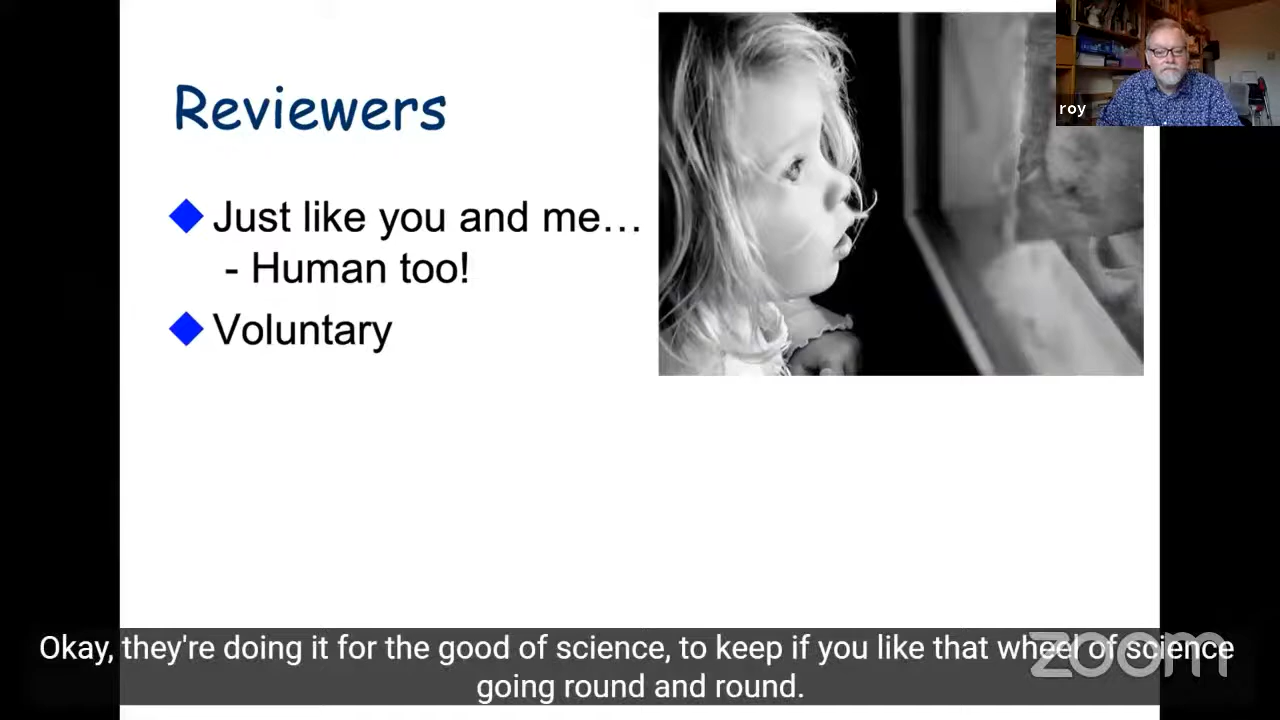 Reviewers
roy
Just like you and me…
- Human too!
Voluntary
Okay, they're doing it for the good of science, to keep if you like that wheel of science
going round and round.
zoom